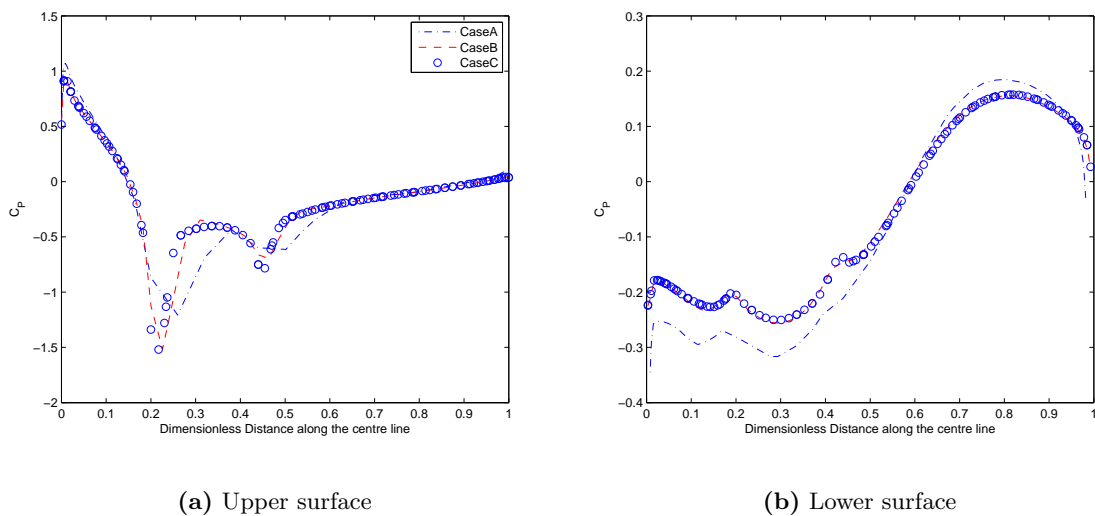 1.5
1
0.5
0
−0.5
−1
−1.5
−2
C_P
0 0.1 0.2 0.3 0.4 0.5 0.6 0.7 0.8 0.9 1
Dimensionless Distance along the centre line
CaseA
CaseB
CaseC
(a) Upper surface
0.3
0.2
0.1
0
−0.1
−0.2
−0.3
−0.4
C_P
0 0.1 0.2 0.3 0.4 0.5 0.6 0.7 0.8 0.9 1
Dimensionless Distance along the centre line
(b) Lower surface